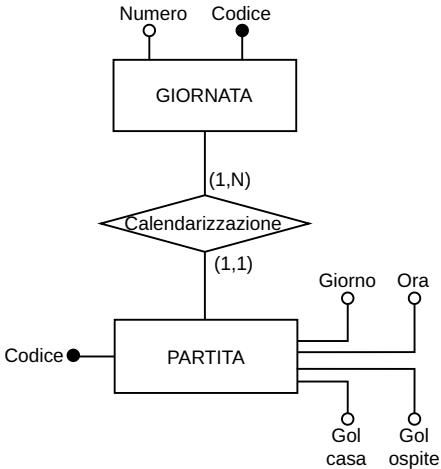 Numero Codice
GIORNATA
(1,N)
Calendarizzazione
(1,1)
Giorno Ora
Codice PARTITA
Gol Gol
casa ospite